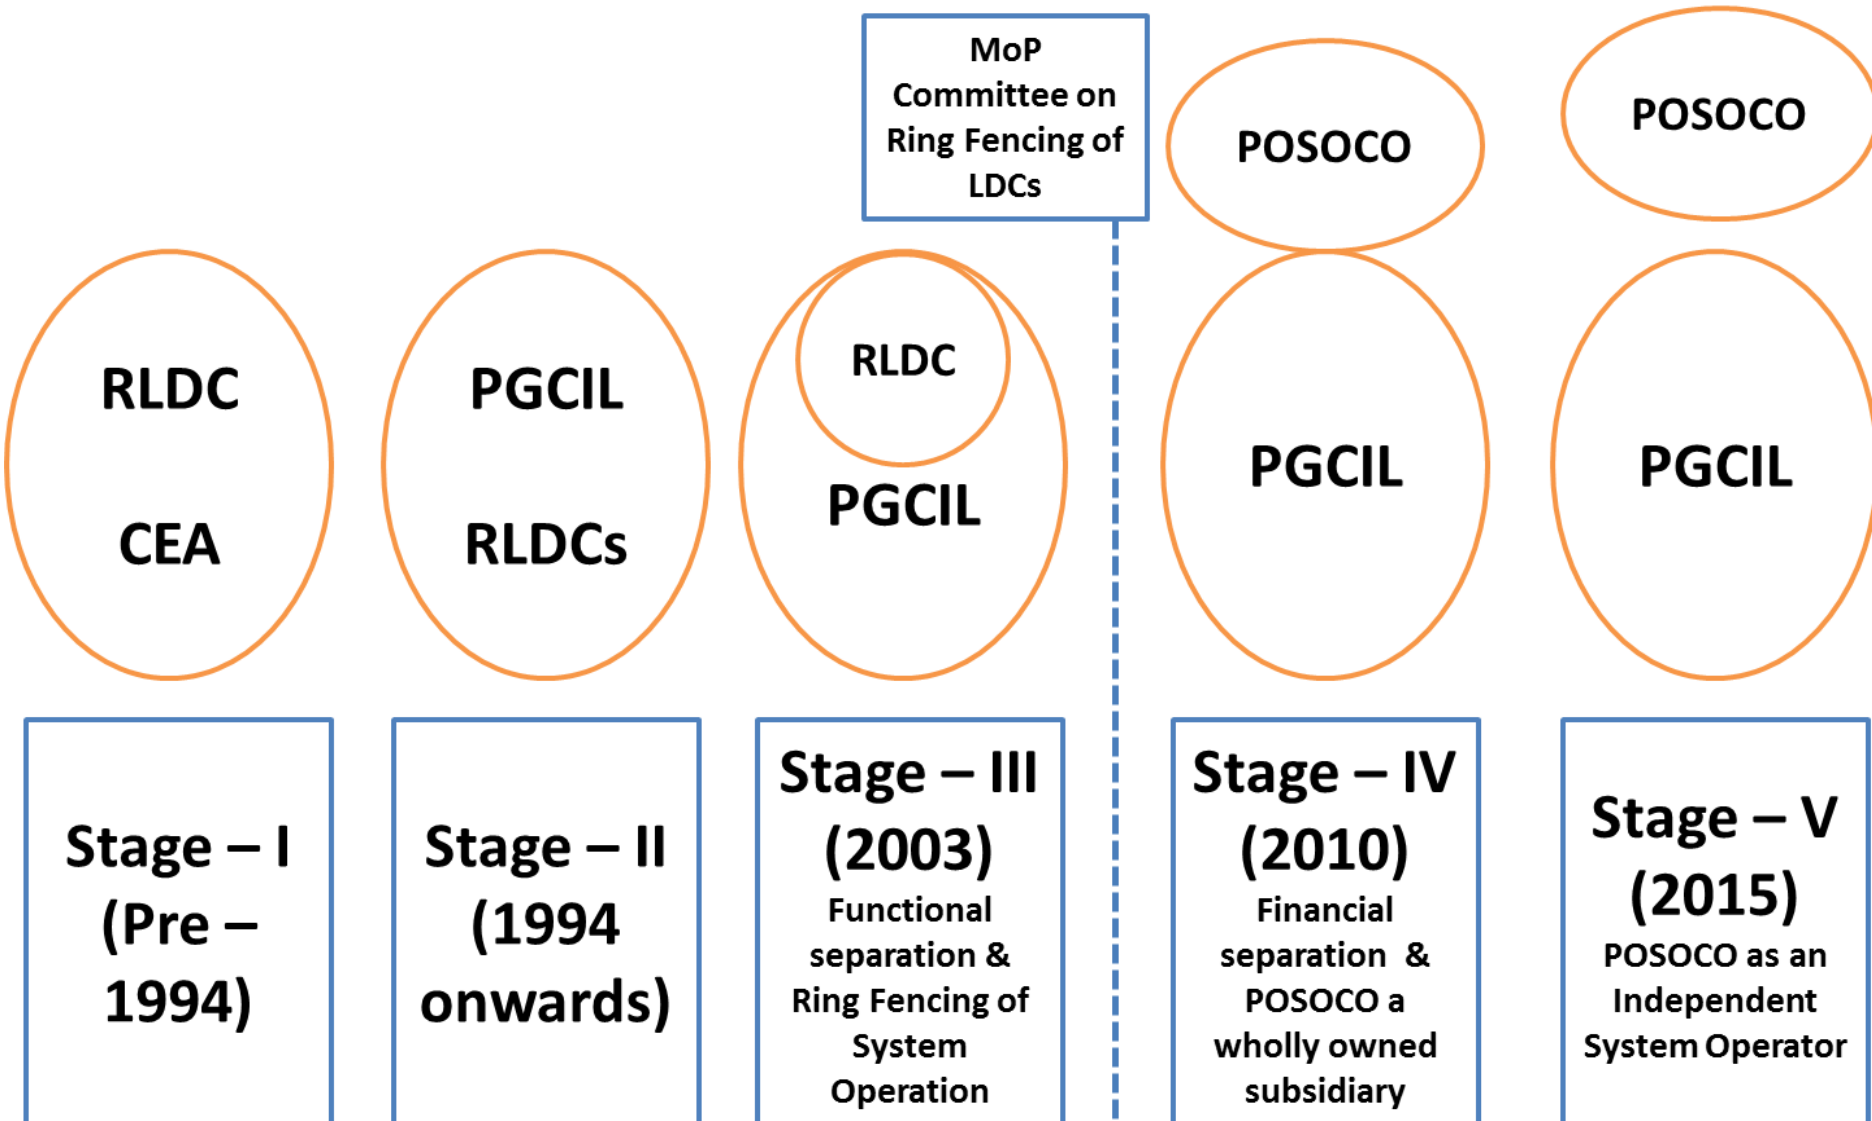 MoP
Committee on
Ring Fencing of
LDCs
POSOCO
POSOCO
RLDC
CEA
PGCIL
RLDCs
RLDC
PGCIL
PGCIL
PGCIL
Stage – I
(Pre –
1994)
Stage – II
(1994
onwards)
Stage – III
(2003)
Functional
separation &
Ring Fencing of
System
Operation
Stage – IV
(2010)
Financial
separation &
POSOCO a
wholly owned
subsidiary
Stage – V
(2015)
POSOCO as an
Independent
System Operator